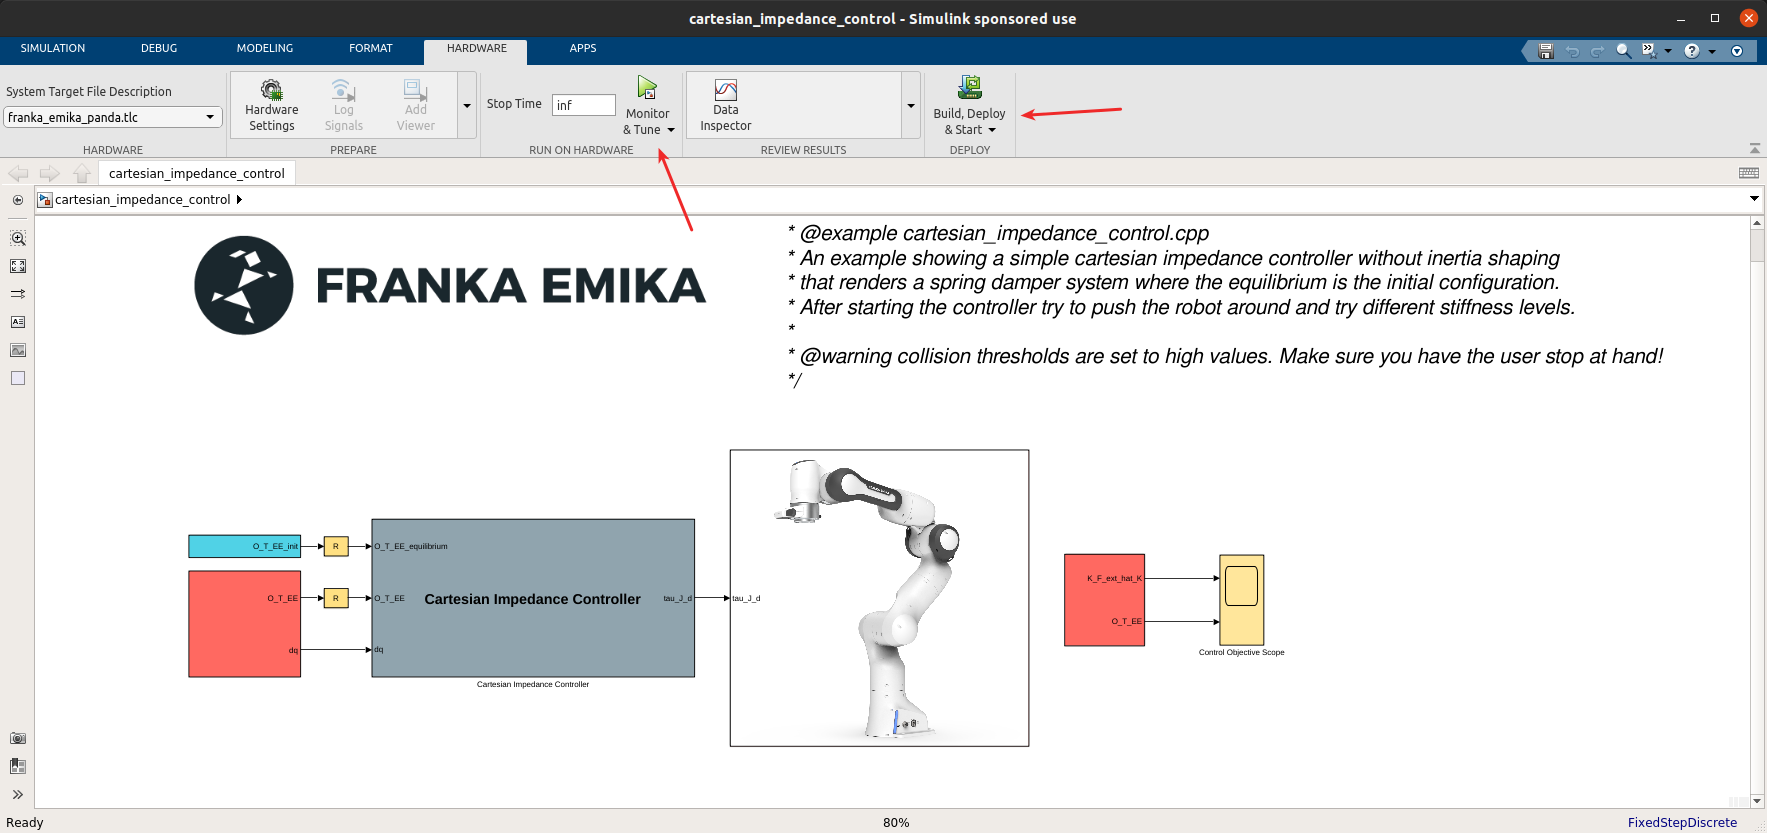 cartesian_impedance_control - Simulink sponsored use
SIMULATION DEBUG MODELING FORMAT HARDWARE APPS
System Target File Description
franka_emika_panda.tlc
Hardware Settings
Log Signals
Add Viewer
Stop Time inf
Monitor & Tune
Data Inspector
Build, Deploy & Start
HARDWARE PREPARE RUN ON HARDWARE REVIEW RESULTS DEPLOY
cartesian_impedance_control
cartesian_impedance_control
FRANKA EMIKA
* @example cartesian_impedance_control.cpp
* An example showing a simple cartesian impedance controller without inertia shaping
* that renders a spring damper system where the equilibrium is the initial configuration.
* After starting the controller try to push the robot around and try different stiffness levels.
*
* @warning collision thresholds are set to high values. Make sure you have the user stop at hand!
*/
O_T_EE_init R O_T_EE_equilibrium
O_T_EE R O_T_EE Cartesian Impedance Controller tau_J_d tau_J_d
dq dq
Cartesian Impedance Controller
K_F_ext_hat_K
O_T_EE
Control Objective Scope
Ready 80% FixedStepDiscrete